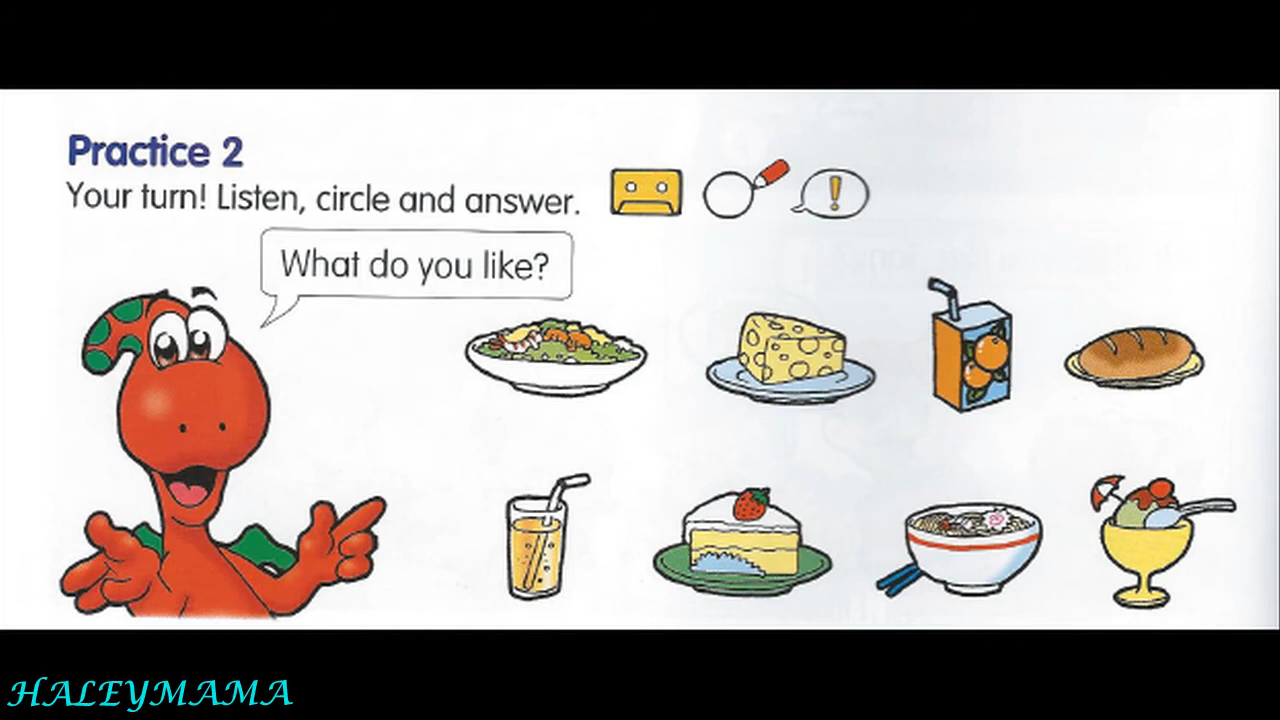 Practice 2
Your turn! Listen, circle and answer.
What do you like?
HALEYMAMA